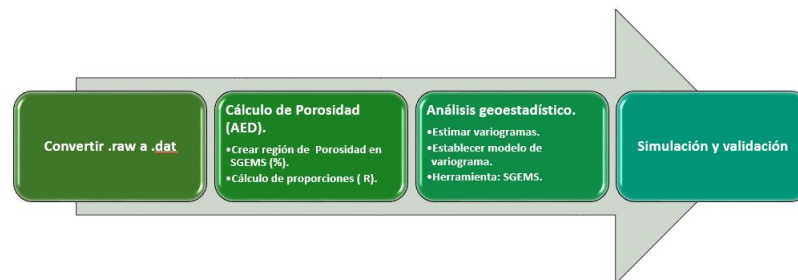 Convertir .raw a .dat
Cálculo de Porosidad
(AED).
•Crear región de Porosidad en
SGEMS (%).
•Cálculo de proporciones ( R).
Análisis geoestadístico.
•Estimar variogramas.
•Establecer modelo de
variograma.
•Herramienta: SGEMS.
Simulación y validación